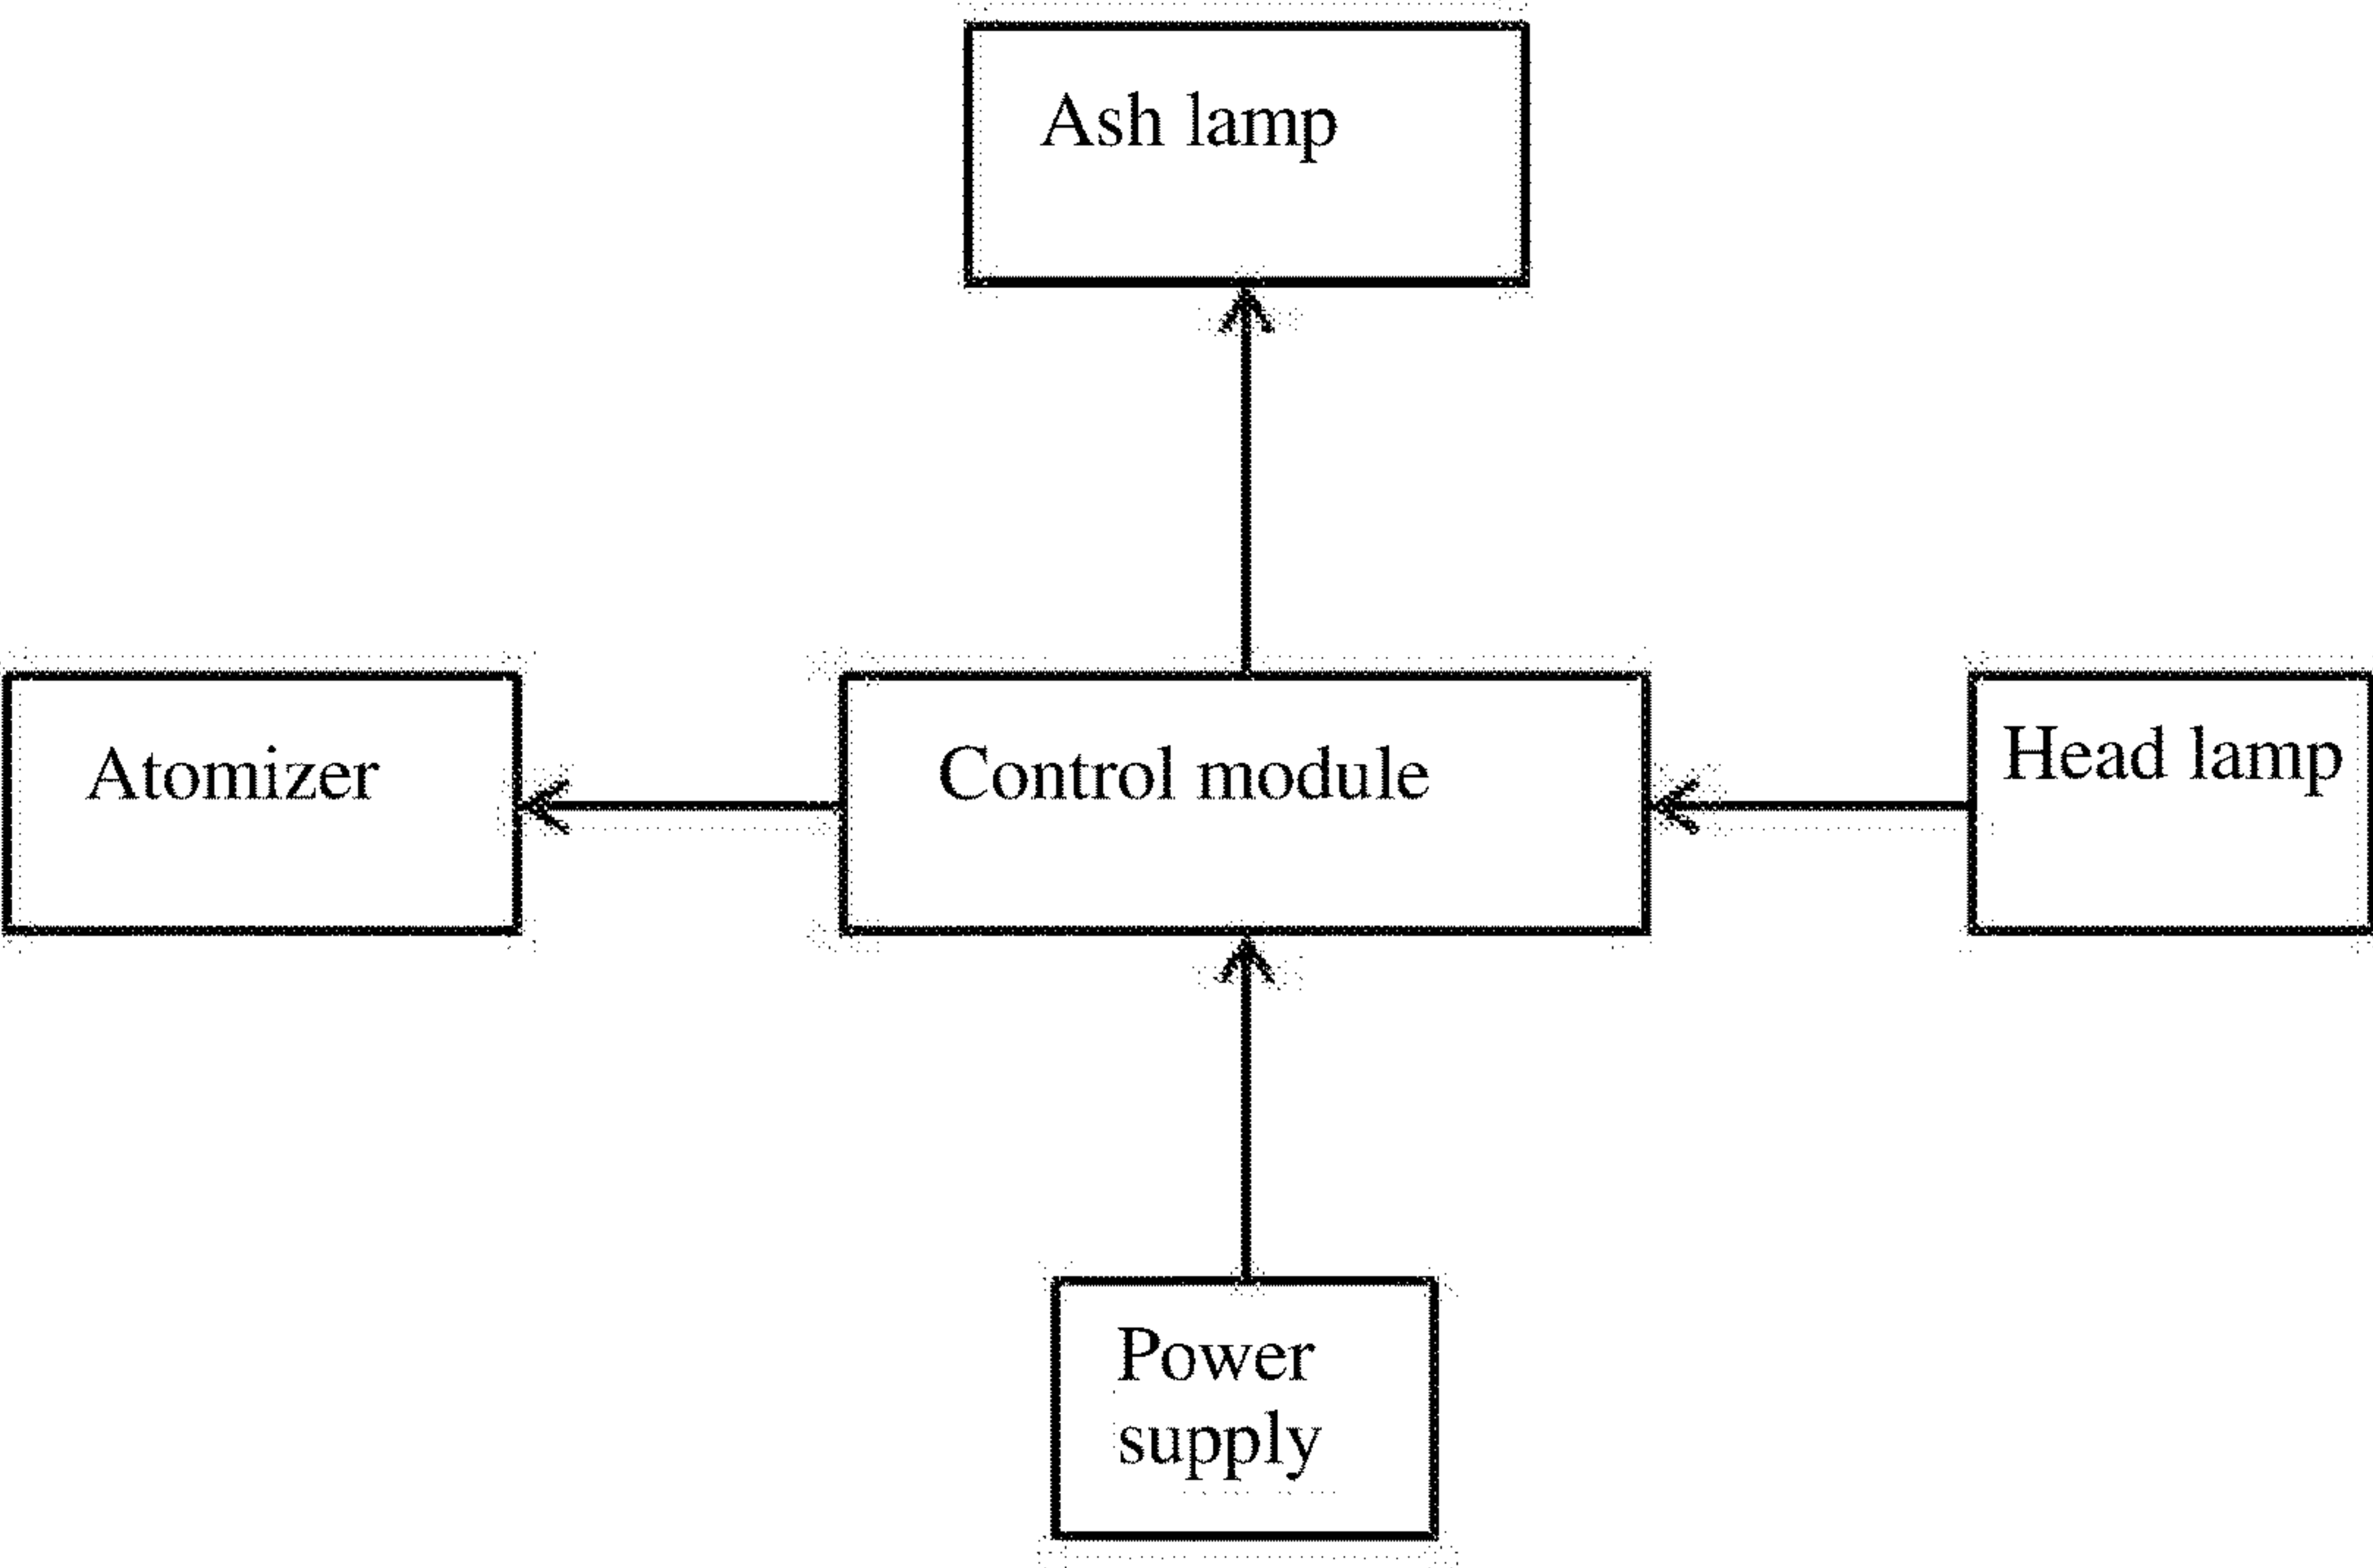 Ash lamp
Atomizer
Control module
Head lamp
Power
supply